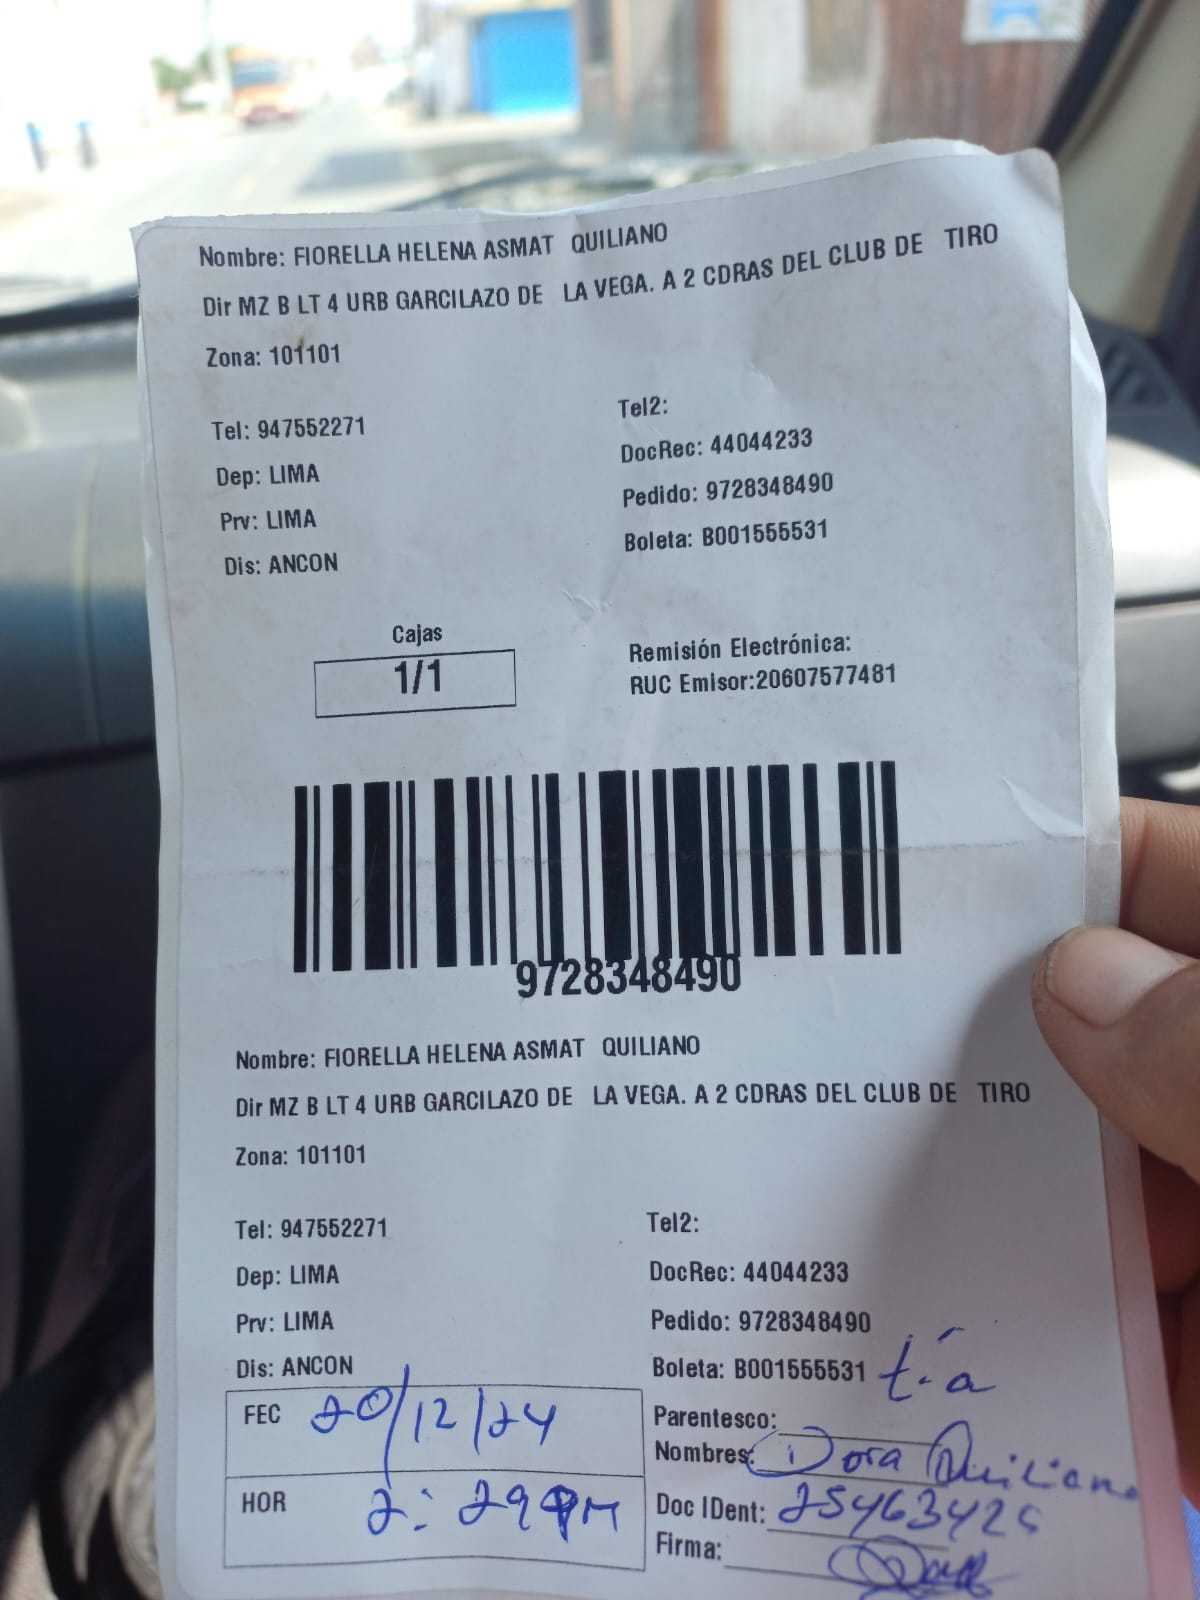 Nombre: FIORELLA HELENA ASMAT QUILIANO
Dir MZ B LT 4 URB GARCILAZO DE LA VEGA. A 2 CDRAS DEL CLUB DE TIRO
Zona: 101101
Tel: 947552271
Tel2:
Dep: LIMA
DocRec: 44044233
Prv: LIMA
Pedido: 9728348490
Dis: ANCON
Boleta: B001555531
Cajas
1/1
Remisión Electrónica:
RUC Emisor:20607577481
9728348490
Nombre: FIORELLA HELENA ASMAT QUILIANO
Dir MZ B LT 4 URB GARCILAZO DE LA VEGA. A 2 CDRAS DEL CLUB DE TIRO
Zona: 101101
Tel: 947552271
Tel2:
Dep: LIMA
DocRec: 44044233
Prv: LIMA
Pedido: 9728348490
Dis: ANCON
Boleta: B001555531
FEC 20/12/24
Parentesco: tía
Nombres: Dora Quiliano
HOR 2:29 PM
Doc IDent:
Firma: